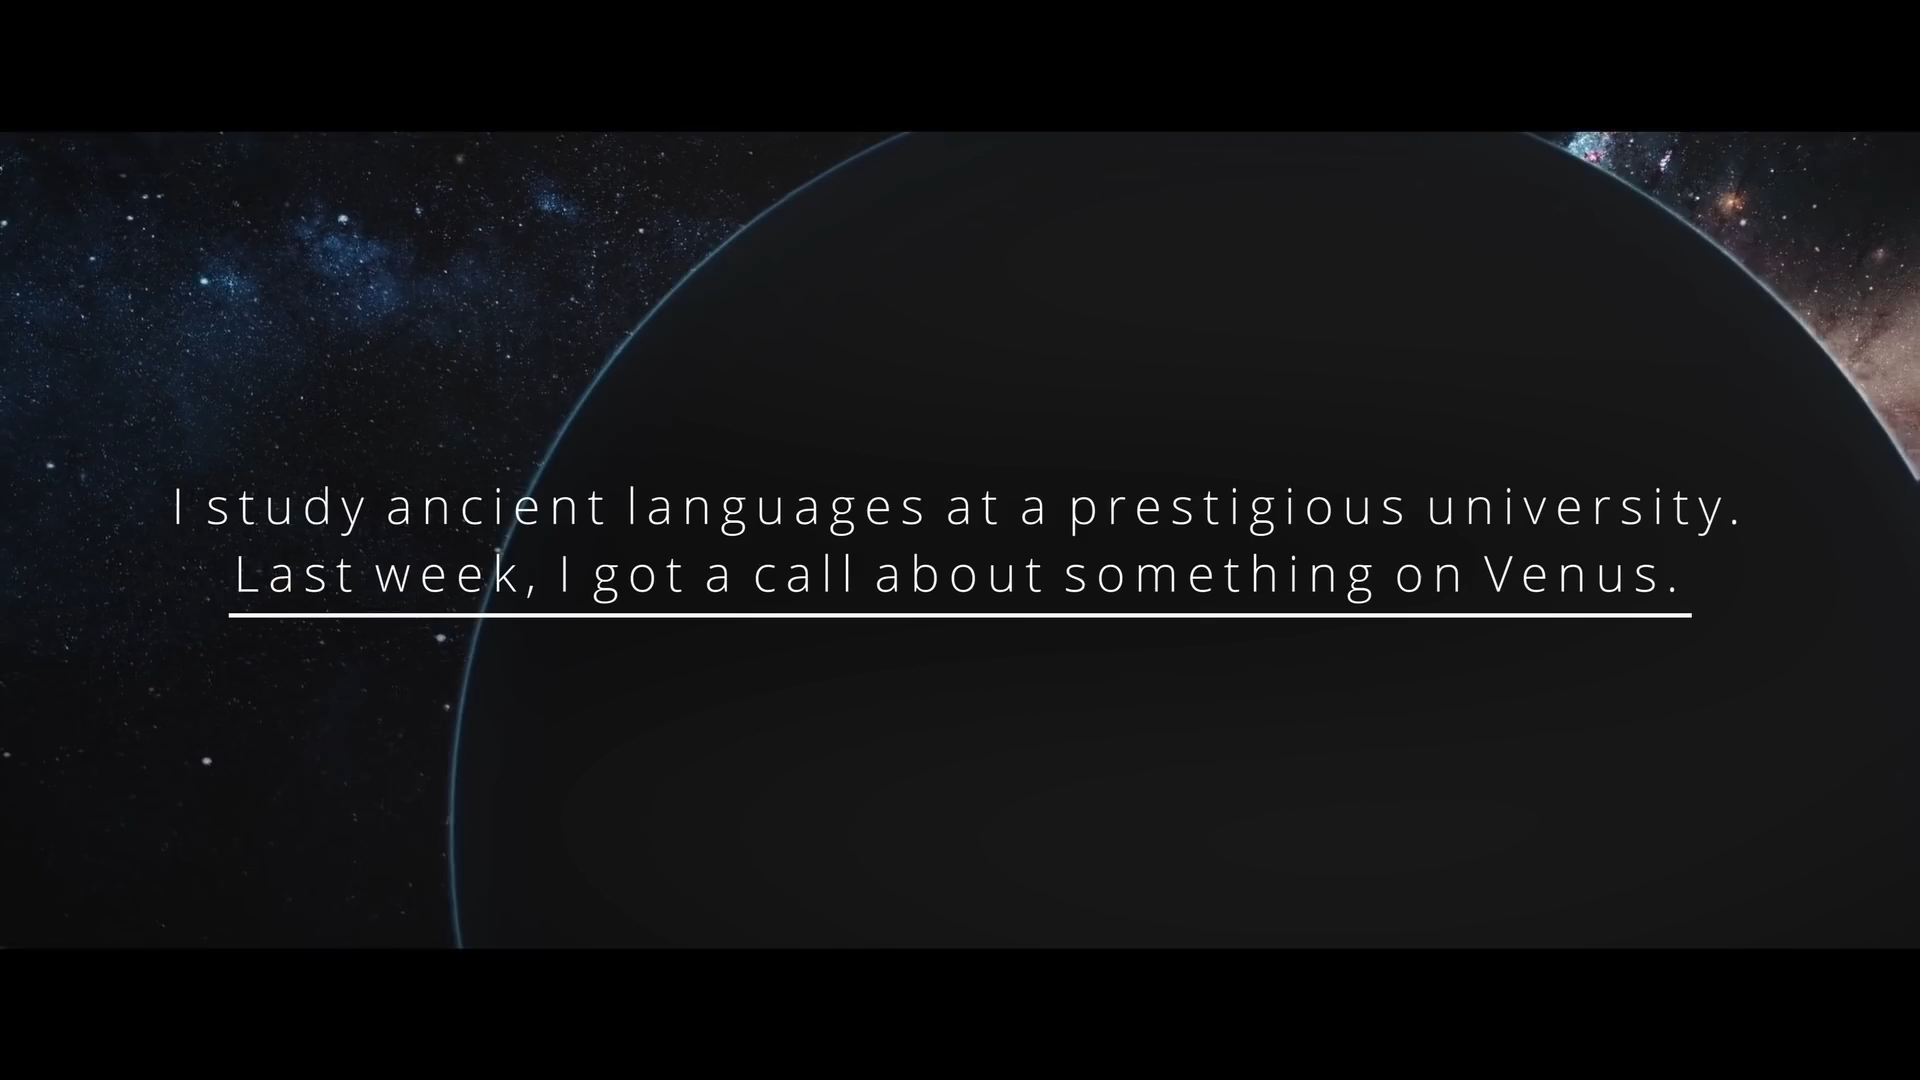 I study ancient languages at a prestigious university.
Last week, I got a call about something on Venus.